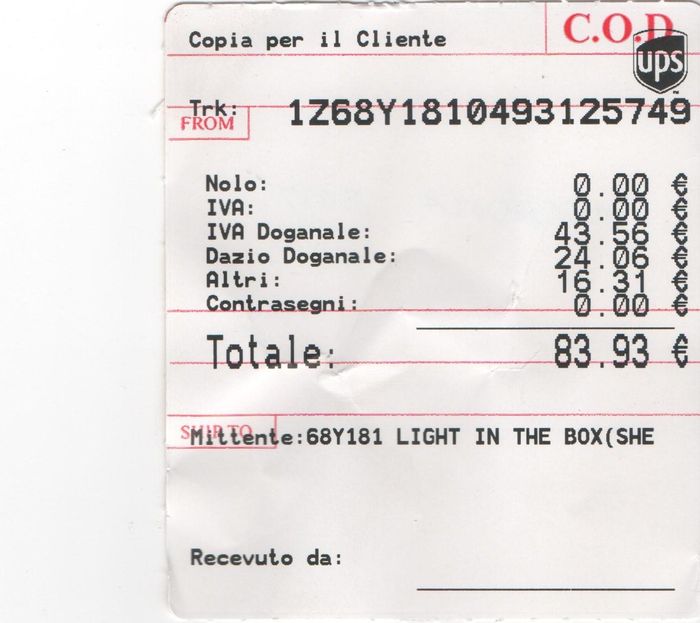 Copia per il Cliente
C.O.D
ups
Trk: 1Z68Y1810493125749
FROM
Nolo: 0.00 €
IVA: 0.00 €
IVA Doganale: 43.56 €
Dazio Doganale: 24.06 €
Altri: 16.31 €
Contrasegni: 0.00 €
Totale: 83.93 €
SHIP TO
Mittente:68Y181 LIGHT IN THE BOX(SHE
Recevuto da: